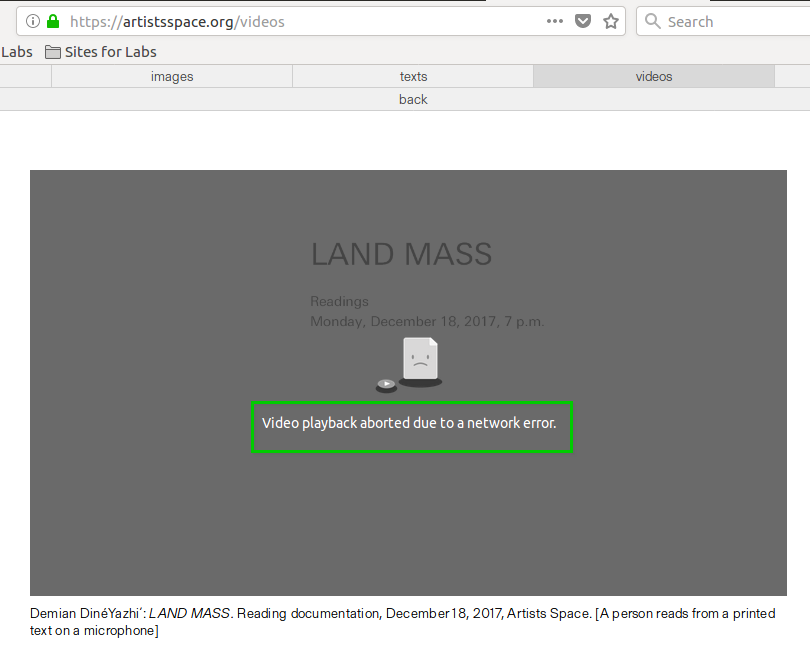 https://artistsspace.org/videos
Search
Labs
Sites for Labs
images
texts
videos
back
LAND MASS
Readings
Monday, December 18, 2017, 7 p.m.
Video playback aborted due to a network error.
Demian DinéYazhi´: LAND MASS. Reading documentation, December 18, 2017, Artists Space. [A person reads from a printed
text on a microphone]